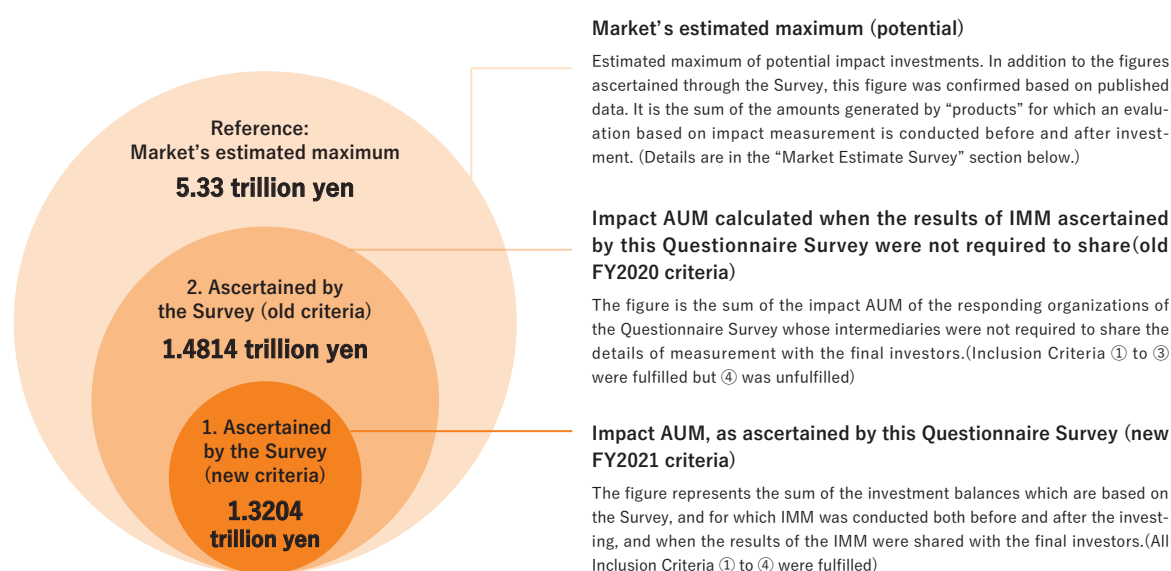 Reference:
Market's estimated maximum
5.33 trillion yen
2. Ascertained by
the Survey (old criteria)
1.4814 trillion yen
1. Ascertained
by the Survey
(new criteria)
1.3204
trillion yen
Market's estimated maximum (potential)
Estimated maximum of potential impact investments. In addition to the figures
ascertained through the Survey, this figure was confirmed based on published
data. It is the sum of the amounts generated by “products” for which an evalu-
ation based on impact measurement is conducted before and after invest-
ment. (Details are in the “Market Estimate Survey” section below.)
Impact AUM calculated when the results of IMM ascertained
by this Questionnaire Survey were not required to share(old
FY2020 criteria)
The figure is the sum of the impact AUM of the responding organizations of
the Questionnaire Survey whose intermediaries were not required to share the
details of measurement with the final investors.(Inclusion Criteria ① to ③
were fulfilled but ④ was unfulfilled)
Impact AUM, as ascertained by this Questionnaire Survey (new
FY2021 criteria)
The figure represents the sum of the investment balances which are based on
the Survey, and for which IMM was conducted both before and after the invest-
ing, and when the results of the IMM were shared with the final investors.(All
Inclusion Criteria ① to ④ were fulfilled)